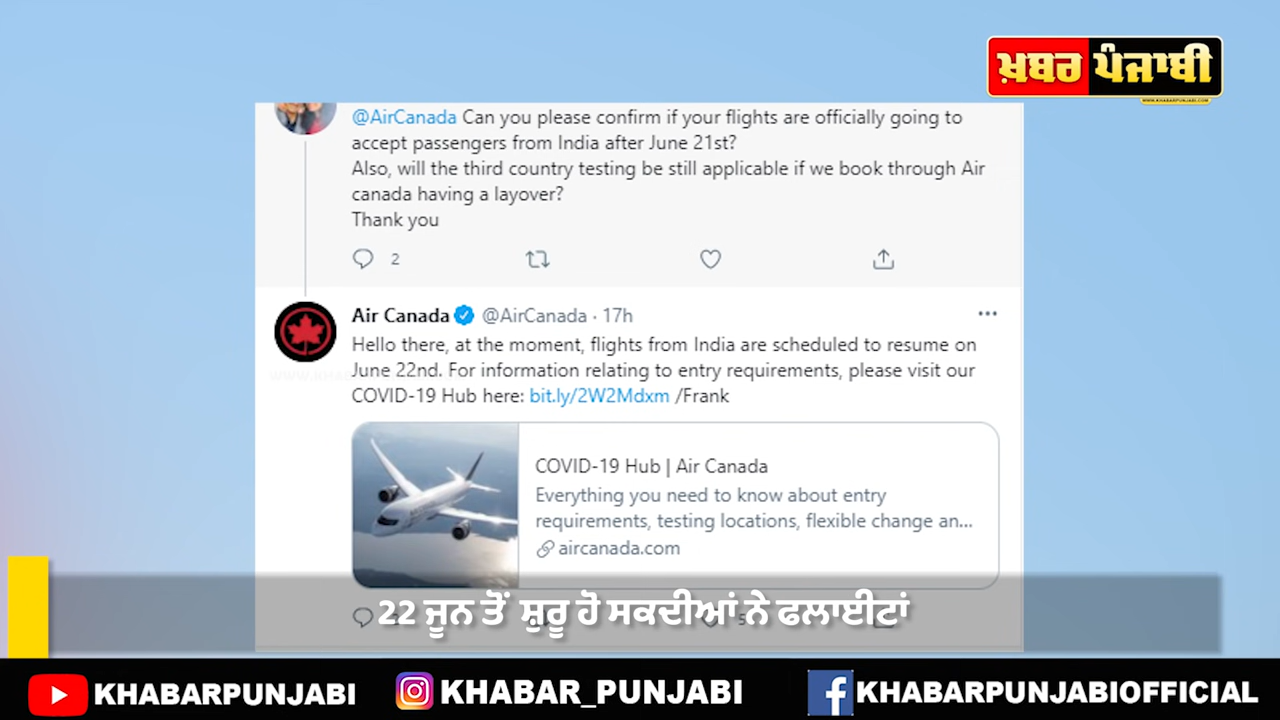 ਖ਼ਬਰ ਪੰਜਾਬੀ
WWW.KHABARPUNJABI.COM
@AirCanada Can you please confirm if your flights are officially going to
accept passengers from India after June 21st?
Also, will the third country testing be still applicable if we book through Air
canada having a layover?
Thank you
2
Air Canada @AirCanada · 17h
Hello there, at the moment, flights from India are scheduled to resume on
June 22nd. For information relating to entry requirements, please visit our
COVID-19 Hub here: bit.ly/2W2Mdxm /Frank
COVID-19 Hub | Air Canada
Everything you need to know about entry
requirements, testing locations, flexible change an...
aircanada.com
22 ਜੂਨ ਤੋਂ ਸ਼ੁਰੂ ਹੋ ਸਕਦੀਆਂ ਨੇ ਫਲਾਈਟਾਂ
KHABARPUNJABI
KHABAR_PUNJABI
KHABARPUNJABIOFFICIAL